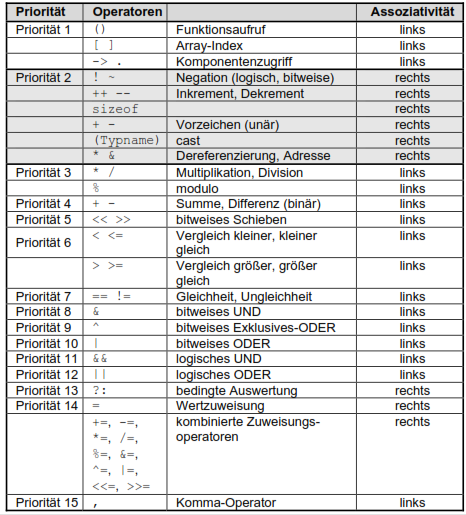 Priorität Operatoren Assoziativität
Priorität 1 () Funktionsaufruf links
[ ] Array-Index links
-> . Komponentenzugriff links
Priorität 2 ! ~ Negation (logisch, bitweise) rechts
++ -- Inkrement, Dekrement rechts
sizeof rechts
+ - Vorzeichen (unär) rechts
(Typname) cast rechts
* & Dereferenzierung, Adresse rechts
Priorität 3 * / Multiplikation, Division links
% modulo links
Priorität 4 + - Summe, Differenz (binär) links
Priorität 5 << >> bitweises Schieben links
Priorität 6 < <= Vergleich kleiner, kleiner links
gleich
> >= Vergleich größer, größer links
gleich
Priorität 7 == != Gleichheit, Ungleichheit links
Priorität 8 & bitweises UND links
Priorität 9 ^ bitweises Exklusives-ODER links
Priorität 10 | bitweises ODER links
Priorität 11 && logisches UND links
Priorität 12 || logisches ODER links
Priorität 13 ?: bedingte Auswertung rechts
Priorität 14 = Wertzuweisung rechts
+=, -=, kombinierte Zuweisungs- rechts
*=, /=, operatoren
%=, &=,
^=, |=,
<<=, >>=
Priorität 15 , Komma-Operator links